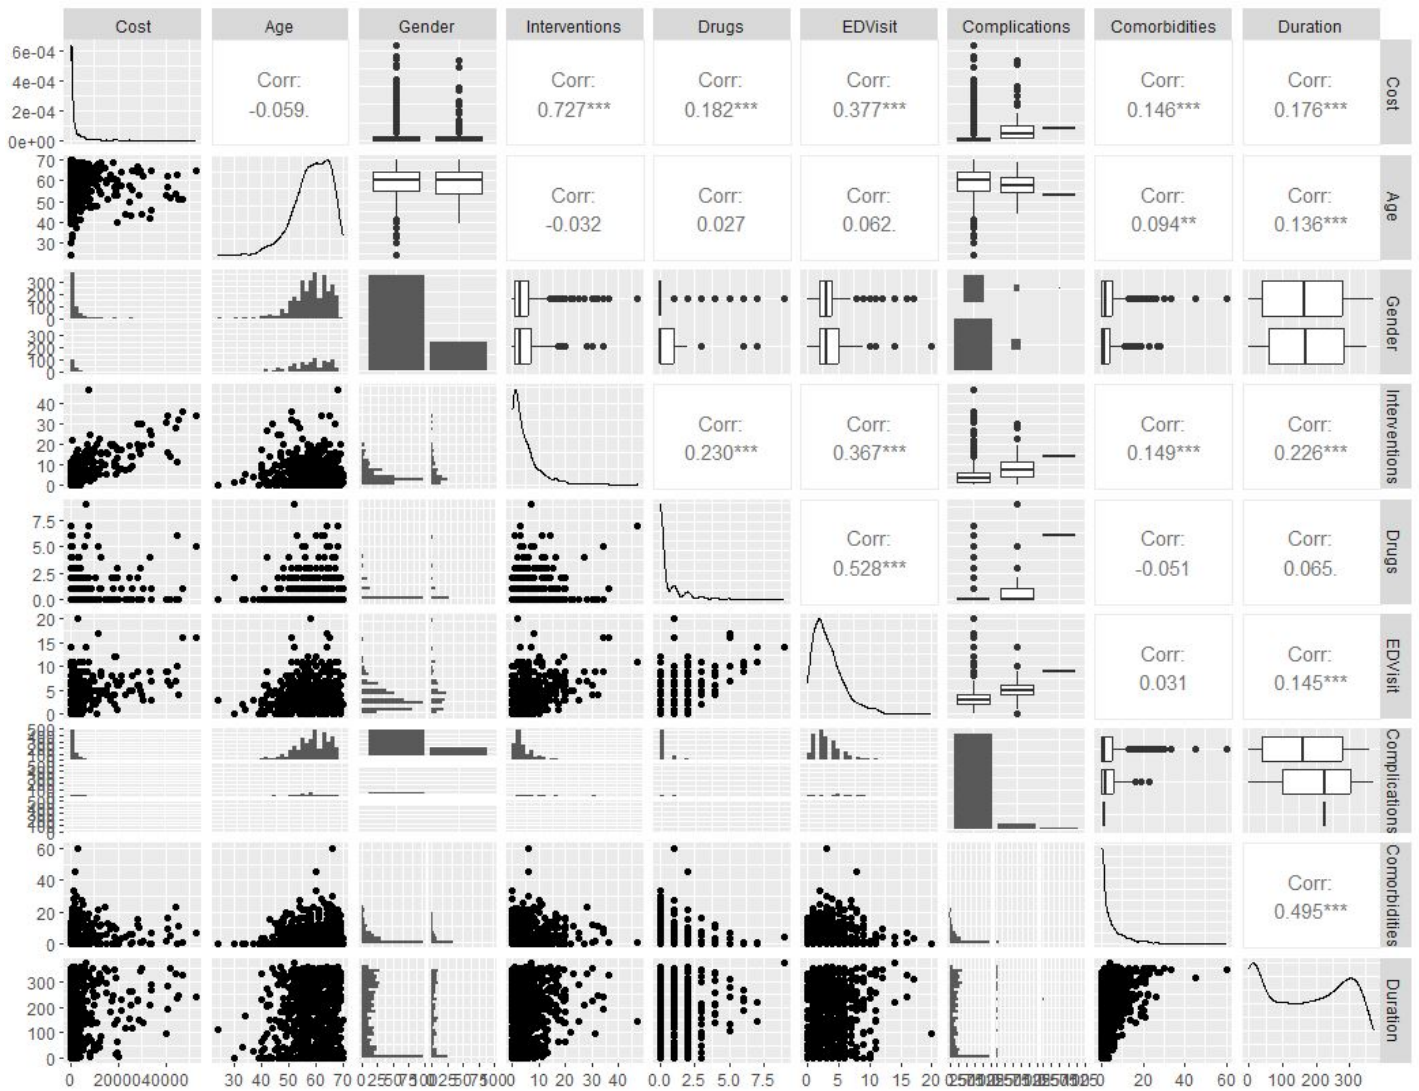 Cost Age Gender Interventions Drugs EDVisit Complications Comorbidities Duration
6e-04
4e-04
2e-04
0e+00
Corr:
-0.059.
Corr:
0.727***
Corr:
0.182***
Corr:
0.377***
Corr:
0.146***
Corr:
0.176***
Cost
70
60
50
40
30
Corr:
-0.032
Corr:
0.027
Corr:
0.062.
Corr:
0.094**
Corr:
0.136***
Age
300
200
100
0
300
200
100
0
Gender
40
30
20
10
0
Corr:
0.230***
Corr:
0.367***
Corr:
0.149***
Corr:
0.226***
Interventions
7.5
5.0
2.5
0.0
Corr:
0.528***
Corr:
-0.051
Corr:
0.065.
Drugs
20
15
10
5
0
Corr:
0.031
Corr:
0.145***
EDVisit
Complications
60
40
20
0
Corr:
0.495***
Comorbidities
300
200
100
0
Duration
0 20000 40000 30 40 50 60 70 0 10 20 30 40 0.0 2.5 5.0 7.5 0 5 10 15 20 0 20 40 60 0 100 200 300